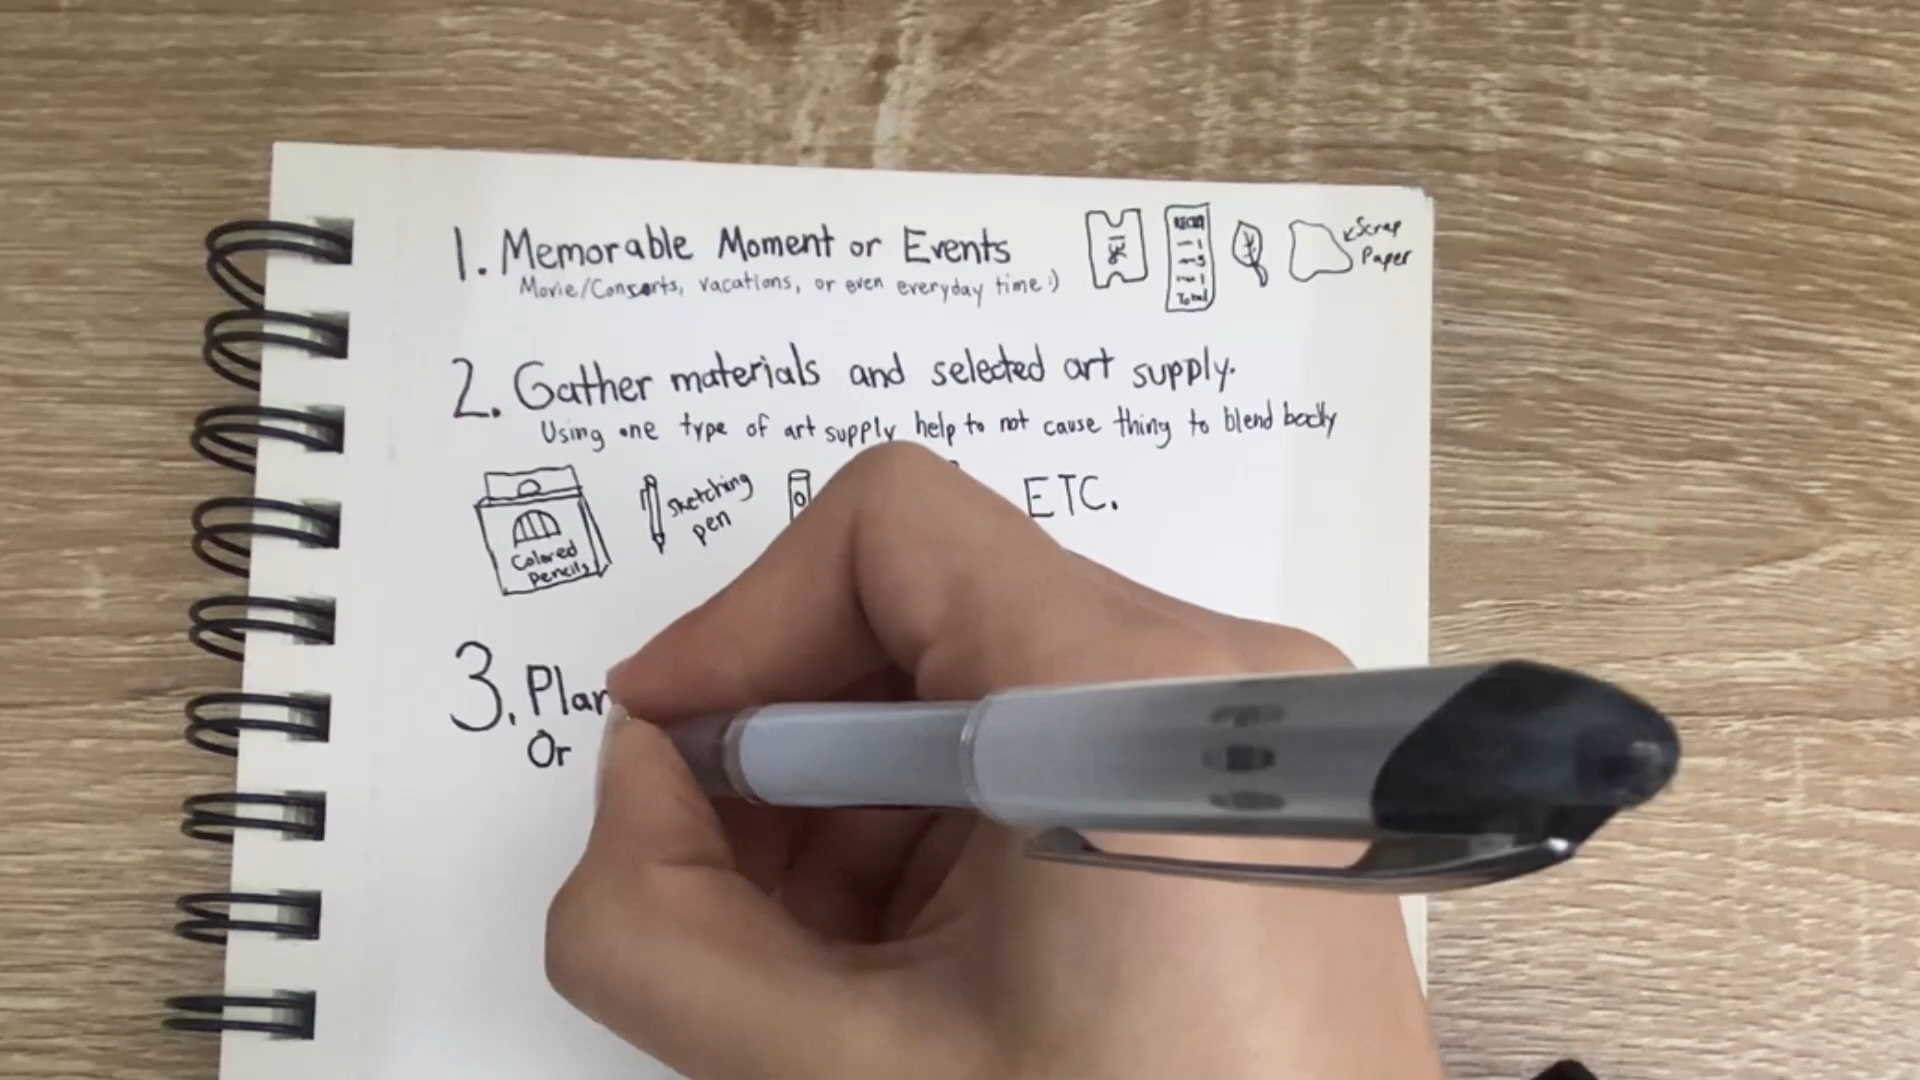 1. Memorable Moment or Events
Movie/Conserts, vacations, or even everyday time :)
Total
Scrap
Paper
2. Gather materials and selected art supply.
Using one type of art supply help to not cause thing to blend badly
Colored
Pencils
sketching
pen
ETC.
3. Plan
Or